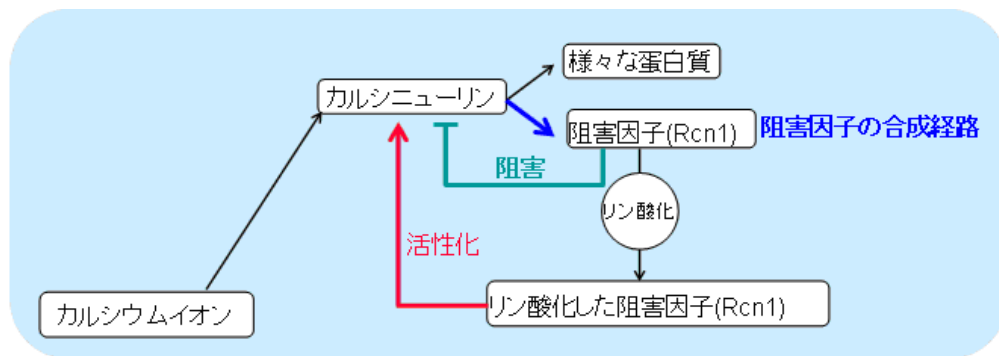 様々な蛋白質
カルシニューリン
阻害因子(Rcn1)
阻害因子の合成経路
阻害
リン酸化
活性化
リン酸化した阻害因子(Rcn1)
カルシウムイオン